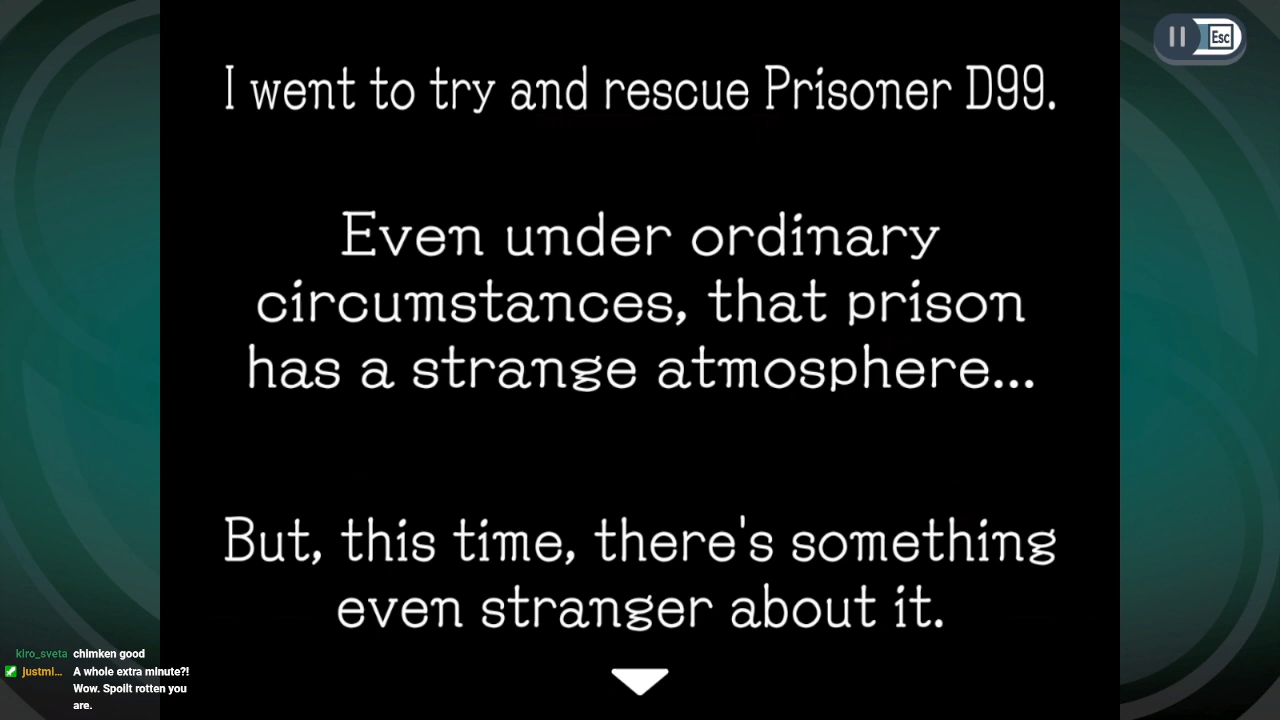 Esc
I went to try and rescue Prisoner D99.
Even under ordinary
circumstances, that prison
has a strange atmosphere...
But, this time, there's something
even stranger about it.
kiro_sveta chimken good
justmi... A whole extra minute?!
Wow. Spoilt rotten you
are.